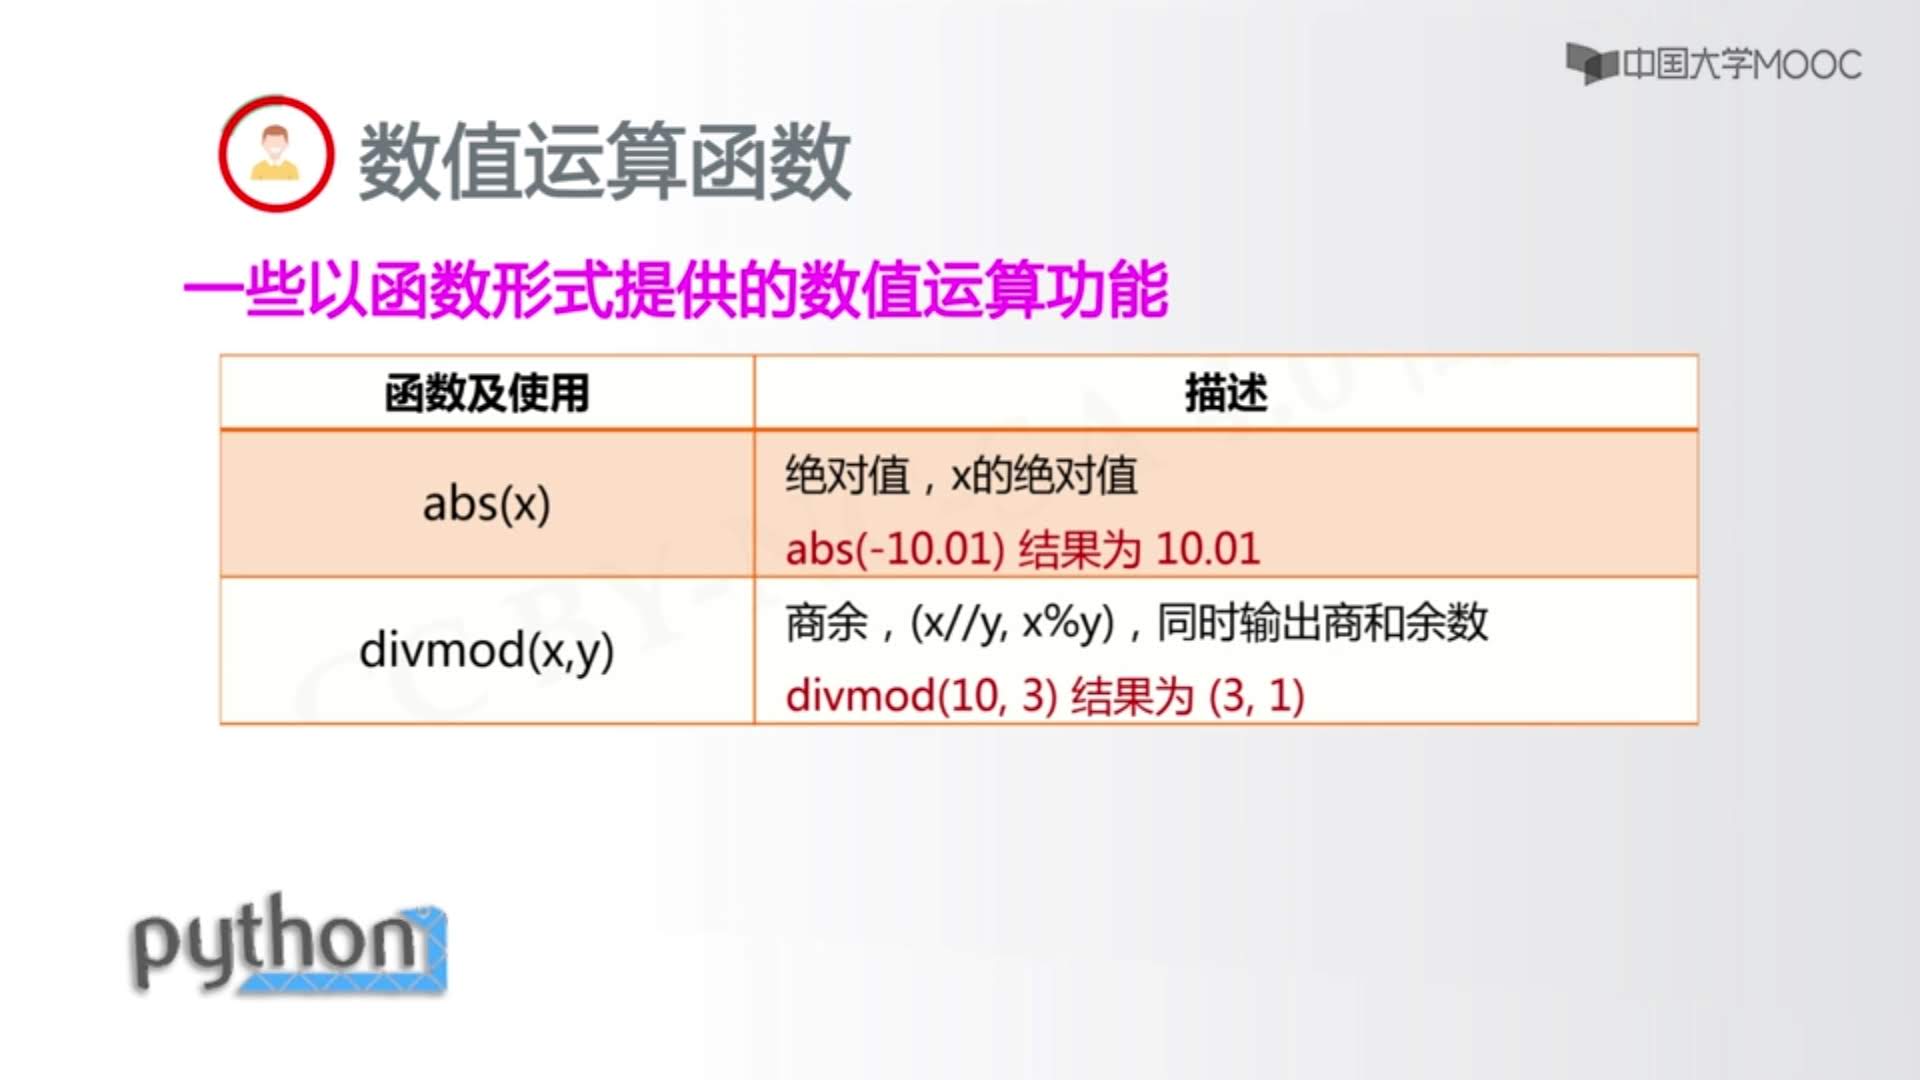 中国大学MOOC
数值运算函数
一些以函数形式提供的数值运算功能
函数及使用
描述
abs(x)
绝对值，x的绝对值
abs(-10.01) 结果为 10.01
divmod(x,y)
商余，(x//y, x%y)，同时输出商和余数
divmod(10, 3) 结果为 (3, 1)
CC BY-
python